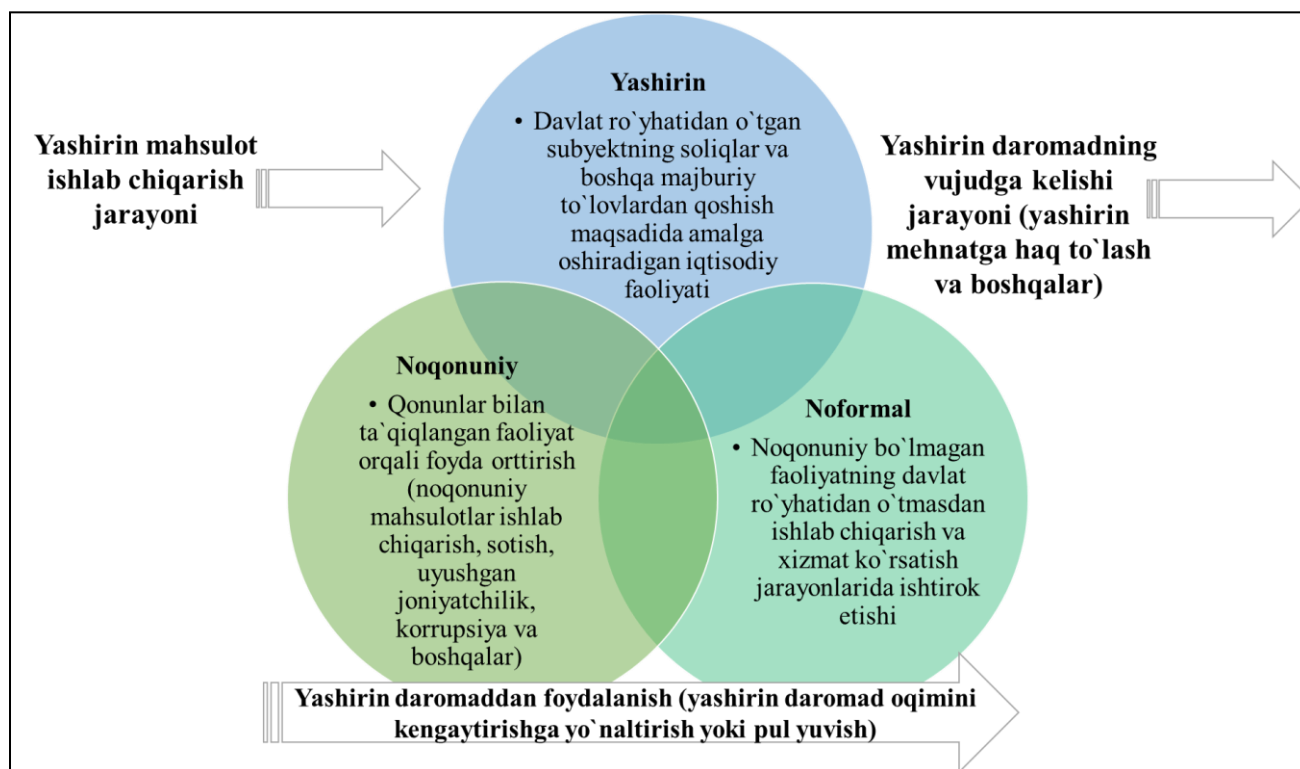 Yashirin mahsulot
ishlab chiqarish
jarayoni
Yashirin
• Davlat ro`yhatidan o`tgan
subyektning soliqlar va
boshqa majburiy
to`lovlardan qoshish
maqsadida amalga
oshiradigan iqtisodiy
faoliyati
Yashirin daromadning
vujudga kelishi
jarayoni (yashirin
mehnatga haq to`lash
va boshqalar)
Noqonuniy
• Qonunlar bilan
ta`qiqlangan faoliyat
orqali foyda orttirish
(noqonuniy
mahsulotlar ishlab
chiqarish, sotish,
uyushgan
joniyatchilik,
korrupsiya va
boshqalar)
Noformal
• Noqonuniy bo`lmagan
faoliyatning davlat
ro`yhatidan o`tmasdan
ishlab chiqarish va
xizmat ko`rsatish
jarayonlarida ishtirok
etishi
Yashirin daromaddan foydalanish (yashirin daromad oqimini
kengaytirishga yo`naltirish yoki pul yuvish)